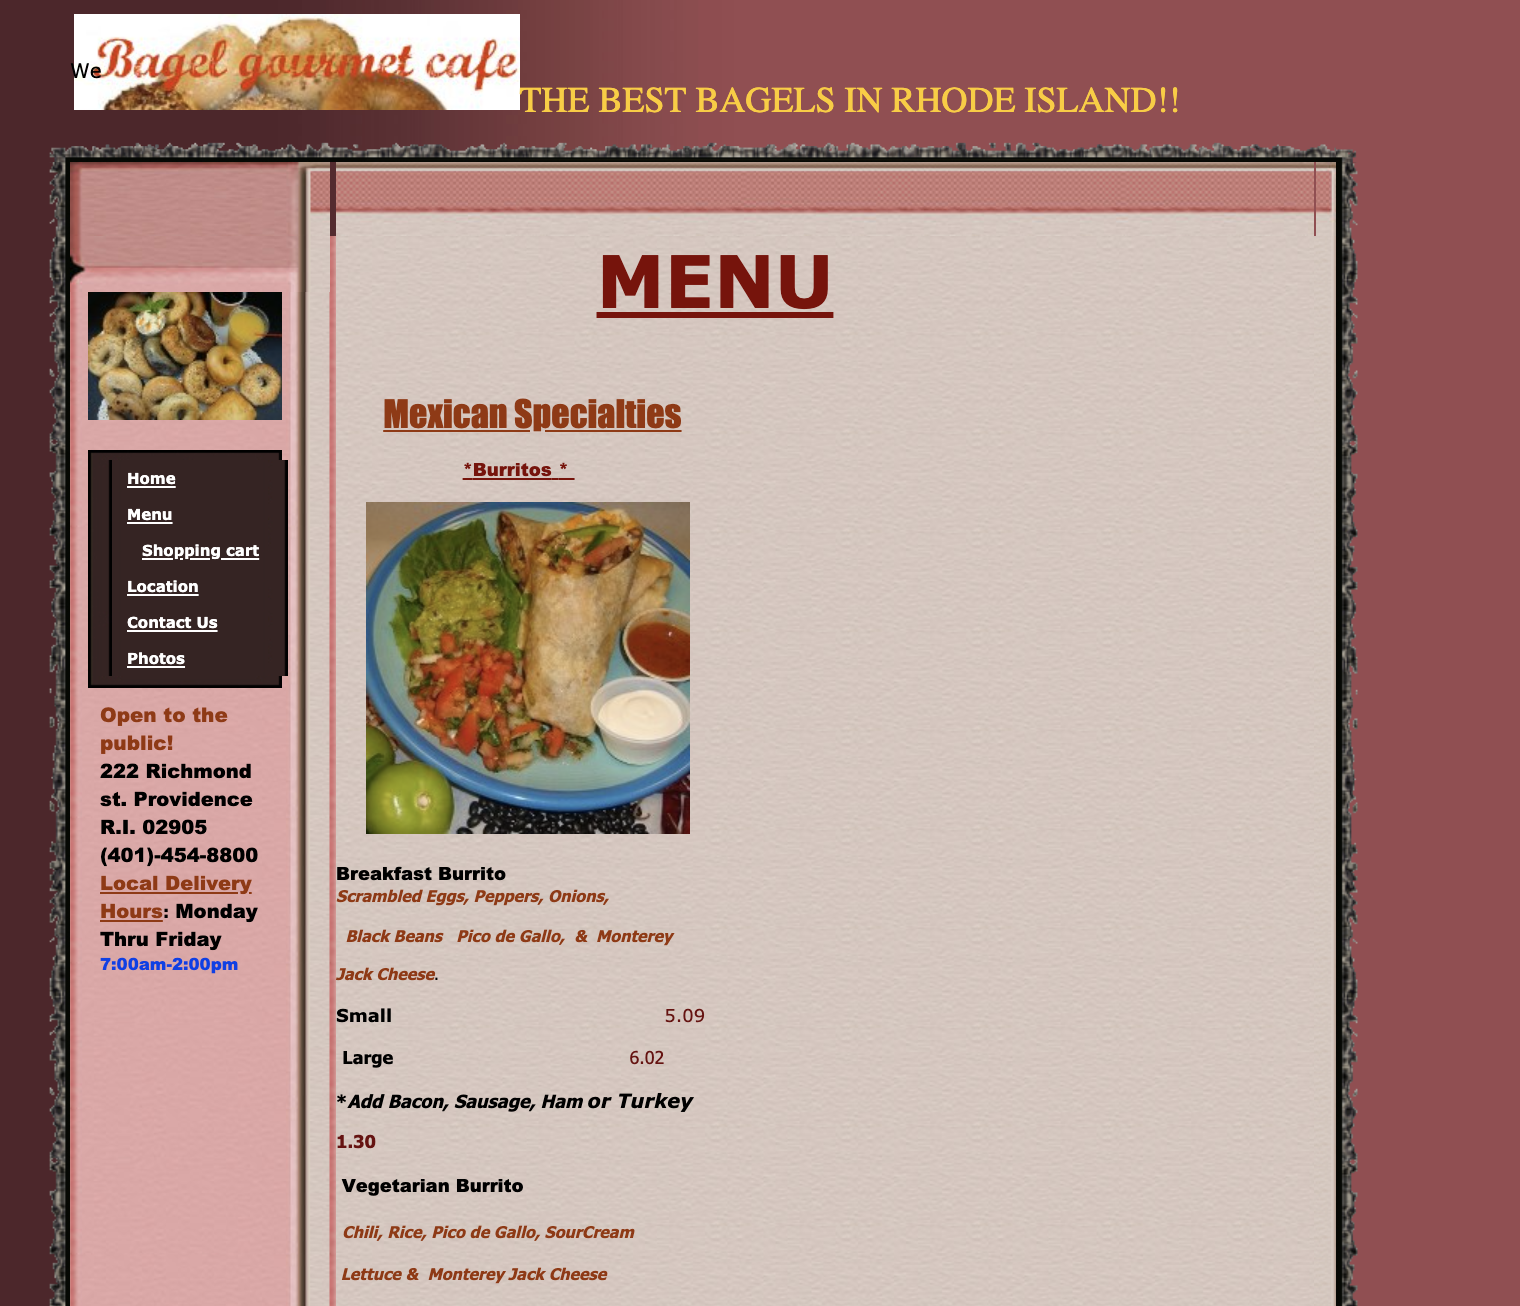 We
Bagel gourmet cafe
THE BEST BAGELS IN RHODE ISLAND!!
Home
Menu
Shopping cart
Location
Contact Us
Photos
Open to the
public!
222 Richmond
st. Providence
R.I. 02905
(401)-454-8800
Local Delivery
Hours: Monday
Thru Friday
7:00am-2:00pm
MENU
Mexican Specialties
*Burritos *
Breakfast Burrito
Scrambled Eggs, Peppers, Onions,
Black Beans Pico de Gallo, & Monterey
Jack Cheese.
Small 5.09
Large 6.02
*Add Bacon, Sausage, Ham or Turkey
1.30
Vegetarian Burrito
Chili, Rice, Pico de Gallo, SourCream
Lettuce & Monterey Jack Cheese